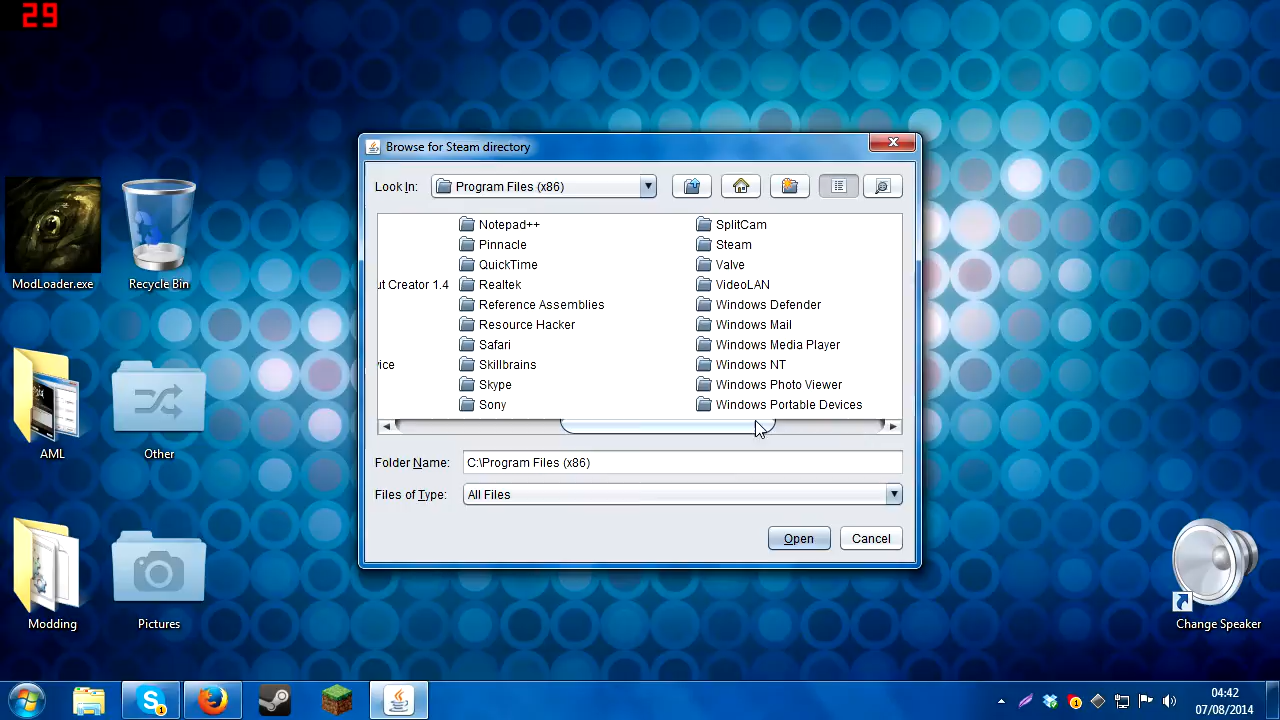 29
Browse for Steam directory
X
Look In:
Program Files (x86)
Notepad++
SplitCam
Pinnacle
Steam
QuickTime
Valve
ut Creator 1.4
Realtek
VideoLAN
Reference Assemblies
Windows Defender
Resource Hacker
Windows Mail
Safari
Windows Media Player
vice
Skillbrains
Windows NT
Skype
Windows Photo Viewer
Sony
Windows Portable Devices
Folder Name:
C:\Program Files (x86)
Files of Type:
All Files
Open
Cancel
ModLoader.exe
Recycle Bin
AML
Other
Modding
Pictures
Change Speaker
S
1
1
04:42
07/08/2014